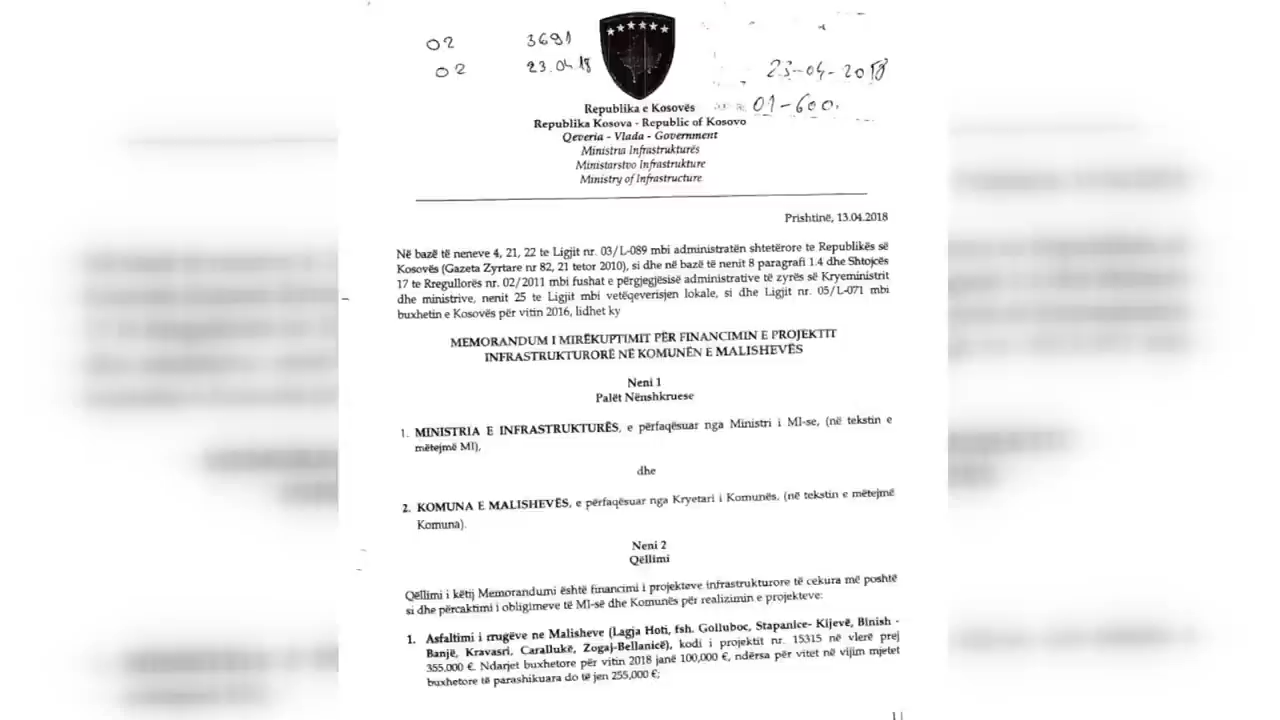 02 3691
02 23.04.18
23-04-2018
01-600.
Republika e Kosovës
Republika Kosova - Republic of Kosovo
Qeveria - Vlada - Government
Ministria Infrastrukturës
Ministarstvo Infrastrukture
Ministry of Infrastructure
Prishtinë, 13.04.2018
Në bazë të neneve 4, 21, 22 te Ligjit nr. 03/L-089 mbi administratën shtetërore te Republikës së
Kosovës (Gazeta Zyrtare nr 82, 21 tetor 2010), si dhe në bazë të nenit 8 paragrafi 1.4 dhe Shtojcës
17 te Rregullorës nr. 02/2011 mbi fushat e përgjegjësisë administrative të zyrës së Kryeministrit
dhe ministrive, nenit 25 te Ligjit mbi vetëqeverisjen lokale, si dhe Ligjit nr. 05/L-071 mbi
buxhetin e Kosovës për vitin 2016, lidhet ky
MEMORANDUM I MIRËKUPTIMIT PËR FINANCIMIN E PROJEKTIT
INFRASTRUKTURORË NË KOMUNËN E MALISHEVËS
Neni 1
Palët Nënshkruese
1. MINISTRIA E INFRASTRUKTURËS, e përfaqësuar nga Ministri i MI-se, (në tekstin e
mëtejmë MI),
dhe
2. KOMUNA E MALISHEVËS, e përfaqësuar nga Kryetari i Komunës, (në tekstin e mëtejmë
Komuna).
Neni 2
Qëllimi
Qëllimi i këtij Memorandumi është financimi i projekteve infrastrukturore të cekura më poshtë
si dhe përcaktimi i obligimeve të MI-së dhe Komunës për realizimin e projekteve:
1. Asfaltimi i rrugëve ne Malisheve (Lagja Hoti, fsh. Golluboc, Stapanice- Kijevë, Binish -
Banjë, Kravasri, Carallukë, Zogaj-Bellanicë), kodi i projektit nr. 15315 në vlerë prej
355,000 €. Ndarjet buxhetore për vitin 2018 janë 100,000 €, ndërsa për vitet në vijim mjetet
buxhetore të parashikuara do të jen 255,000 €;
1 |